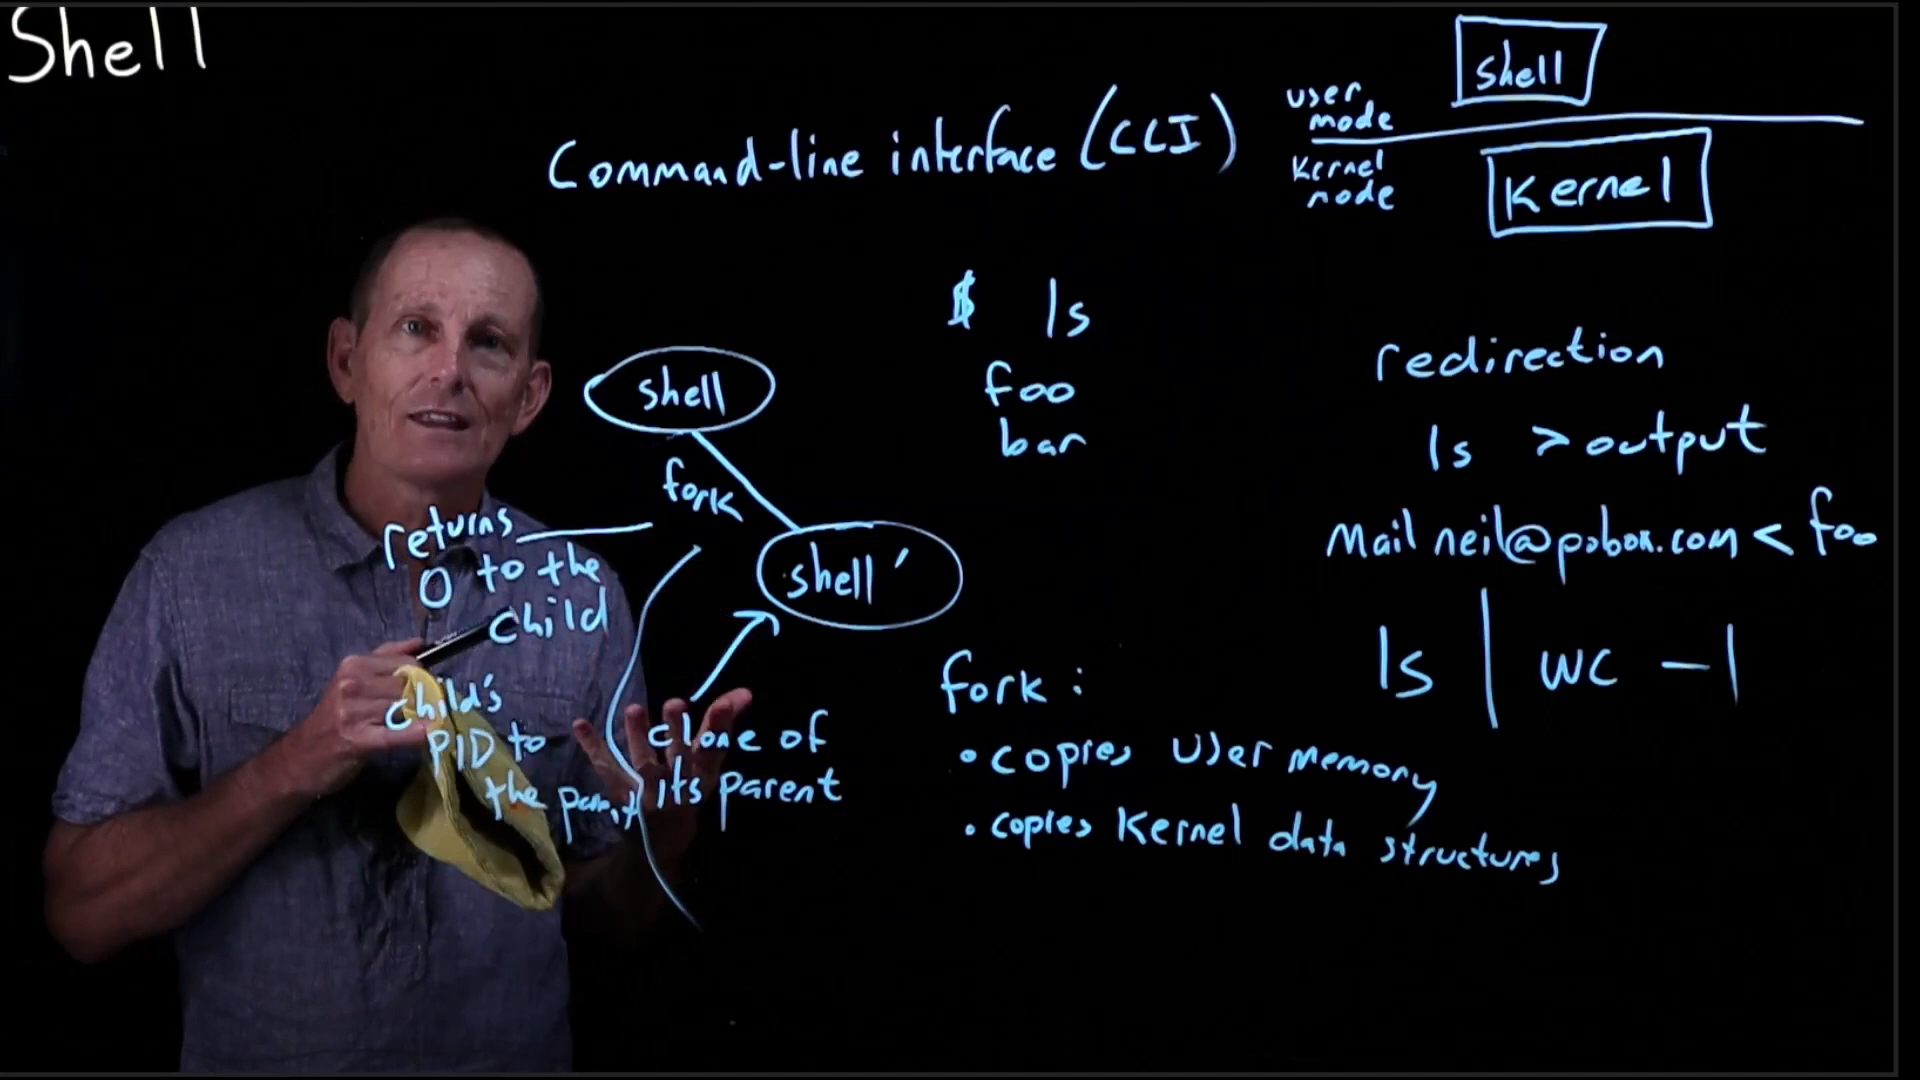 Shell
Command-line interface (CLI)
user
mode
shell
Kernel
node
Kernel
$ ls
foo
bar
redirection
ls > output
Mail neil@pobox.com < foo
ls | wc -l
shell
fork
shell'
returns
0 to the
child
child's
PID to
the parent
clone of
its parent
fork:
• copies user memory
• copies Kernel data structures